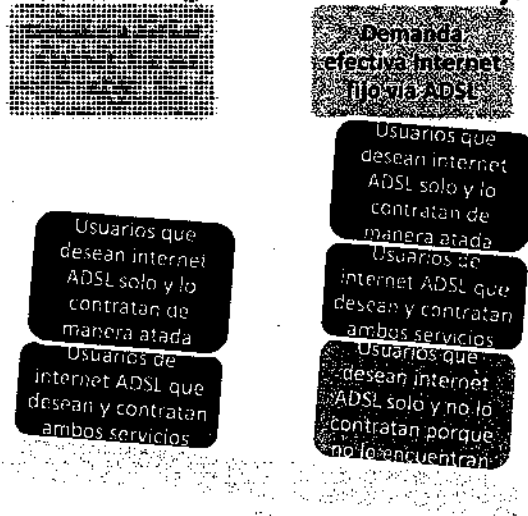 Demanda
efectiva Internet
fijo vía ADSL
Usuarios que
desean internet
ADSL solo y lo
contratan de
manera atada
Usuarios de
internet ADSL que
desean y contratan
ambos servicios
Usuarios que
desean internet
ADSL solo y no lo
contratan porque
no lo encuentran
Usuarios que
desean internet
ADSL solo y lo
contratan de
manera atada
Usuarios de
internet ADSL que
desean y contratan
ambos servicios